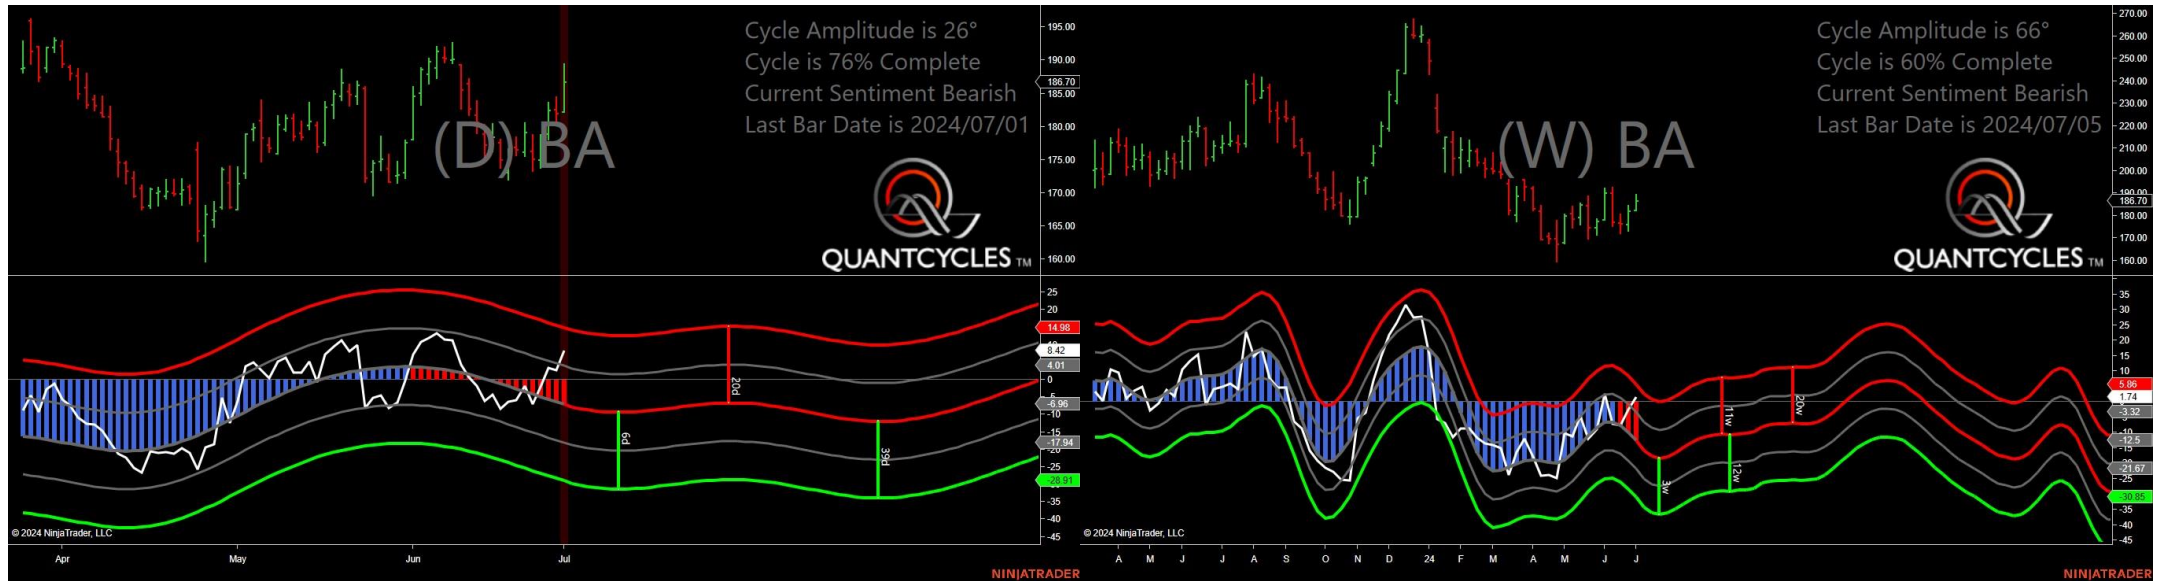 Cycle Amplitude is 26°
Cycle is 76% Complete
Current Sentiment Bearish
Last Bar Date is 2024/07/01
(D) BA
QUANTCYCLES TM
195.00
190.00
186.70
185.00
180.00
175.00
170.00
165.00
160.00
25
20
14.98
8.42
4.01
0
-6.96
-10
-15
-17.94
-20
-25
-28.91
-35
-40
-45
6d
20d
39d
© 2024 NinjaTrader, LLC
Apr May Jun Jul
NINJATRADER
Cycle Amplitude is 66°
Cycle is 60% Complete
Current Sentiment Bearish
Last Bar Date is 2024/07/05
(W) BA
QUANTCYCLES TM
270.00
260.00
250.00
240.00
230.00
220.00
210.00
200.00
190.00
186.70
180.00
170.00
160.00
35
30
25
20
15
10
5.86
1.74
-3.32
-12.5
-21.67
-25
-30.85
-35
-40
-45
3w
11w
12w
20w
© 2024 NinjaTrader, LLC
A M J J A S O N D 24 F M A M J J
NINJATRADER